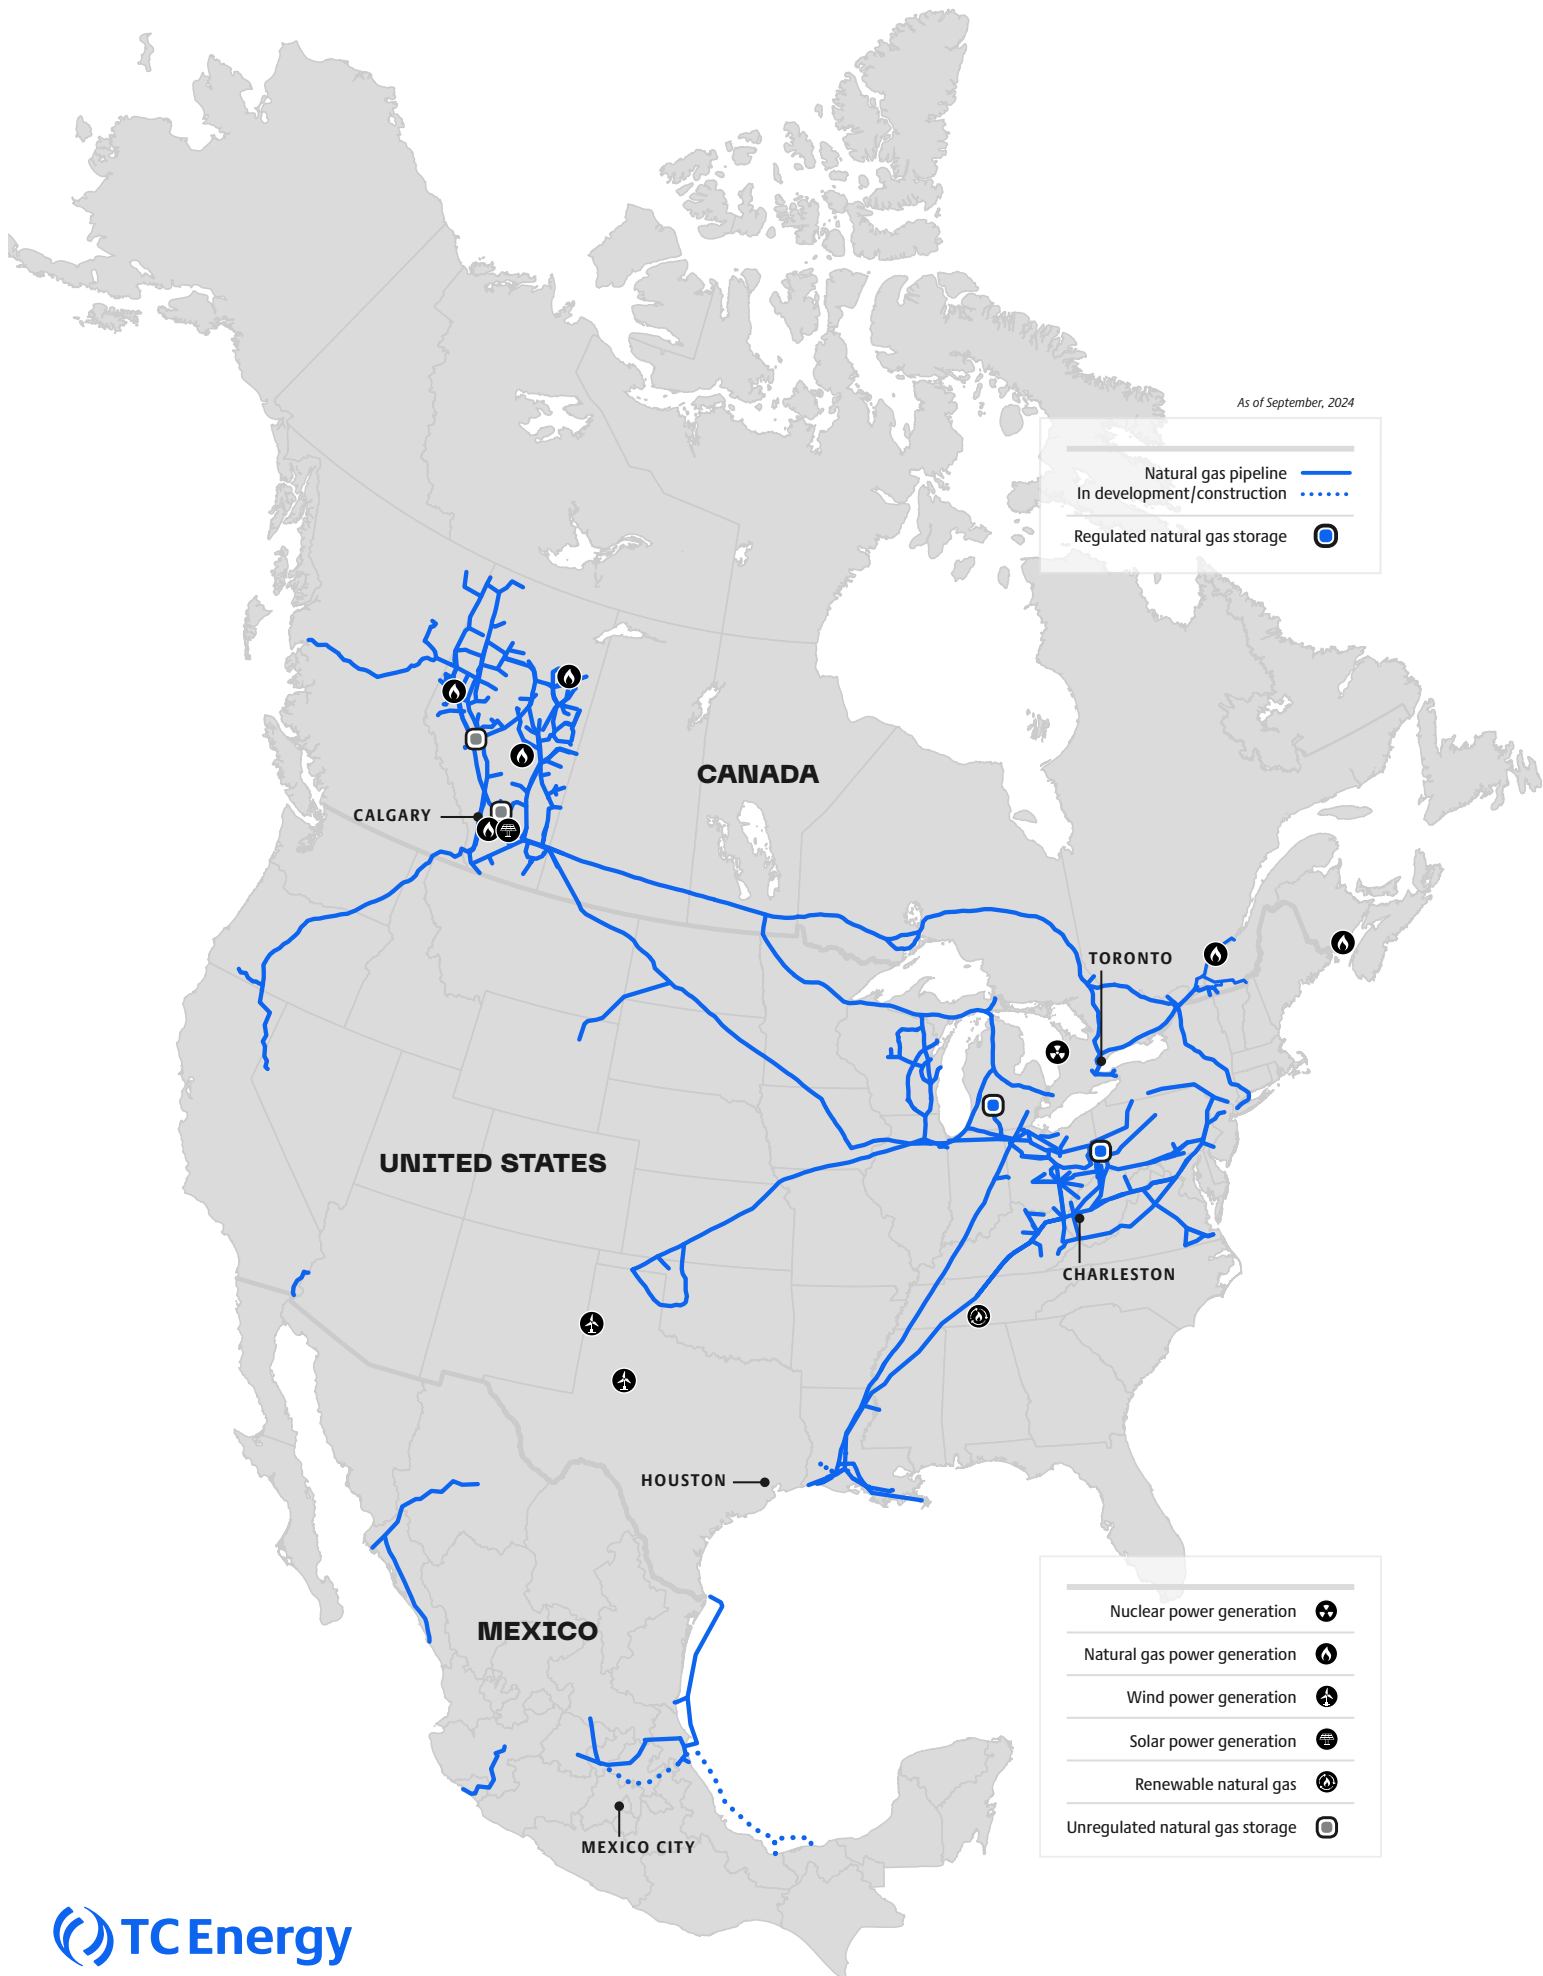 As of September, 2024
Natural gas pipeline
In development/construction
Regulated natural gas storage
CANADA
CALGARY
TORONTO
UNITED STATES
CHARLESTON
HOUSTON
MEXICO
Nuclear power generation
Natural gas power generation
Wind power generation
Solar power generation
Renewable natural gas
Unregulated natural gas storage
MEXICO CITY
TC Energy